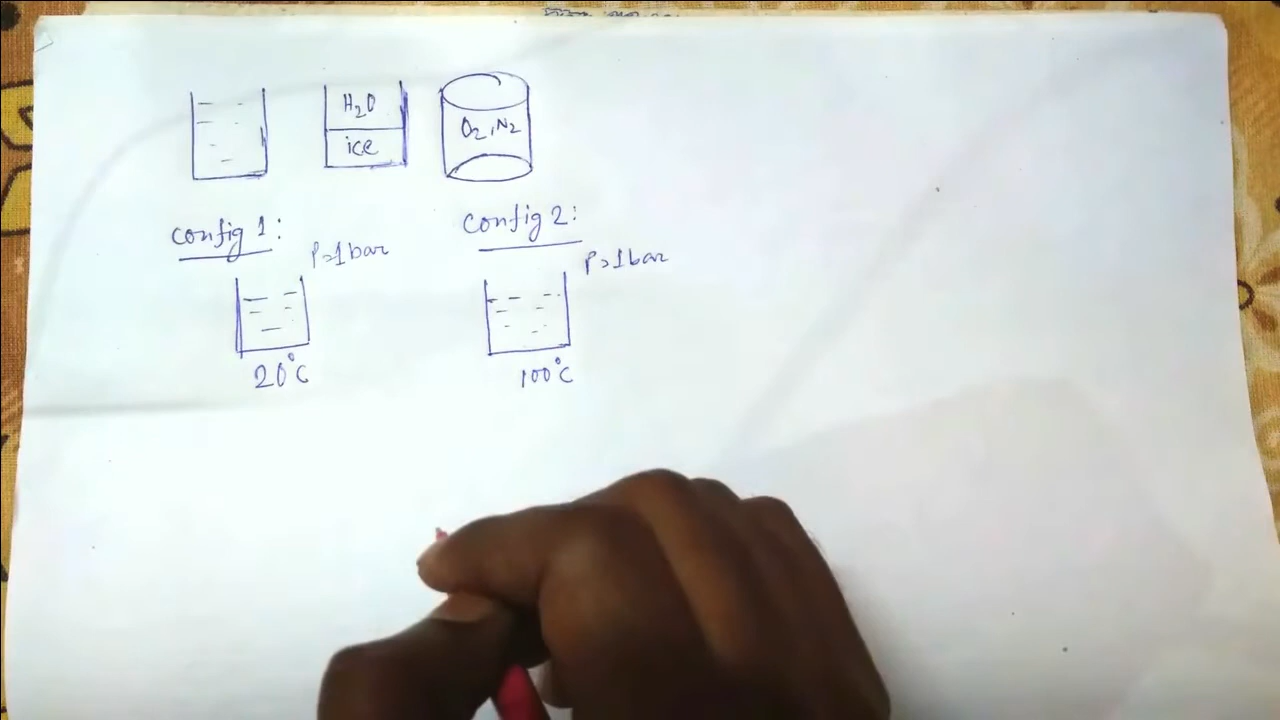 H₂O
ice
O₂, N₂
config 1:
P=1bar
config 2:
P=1bar
20°C
100°C